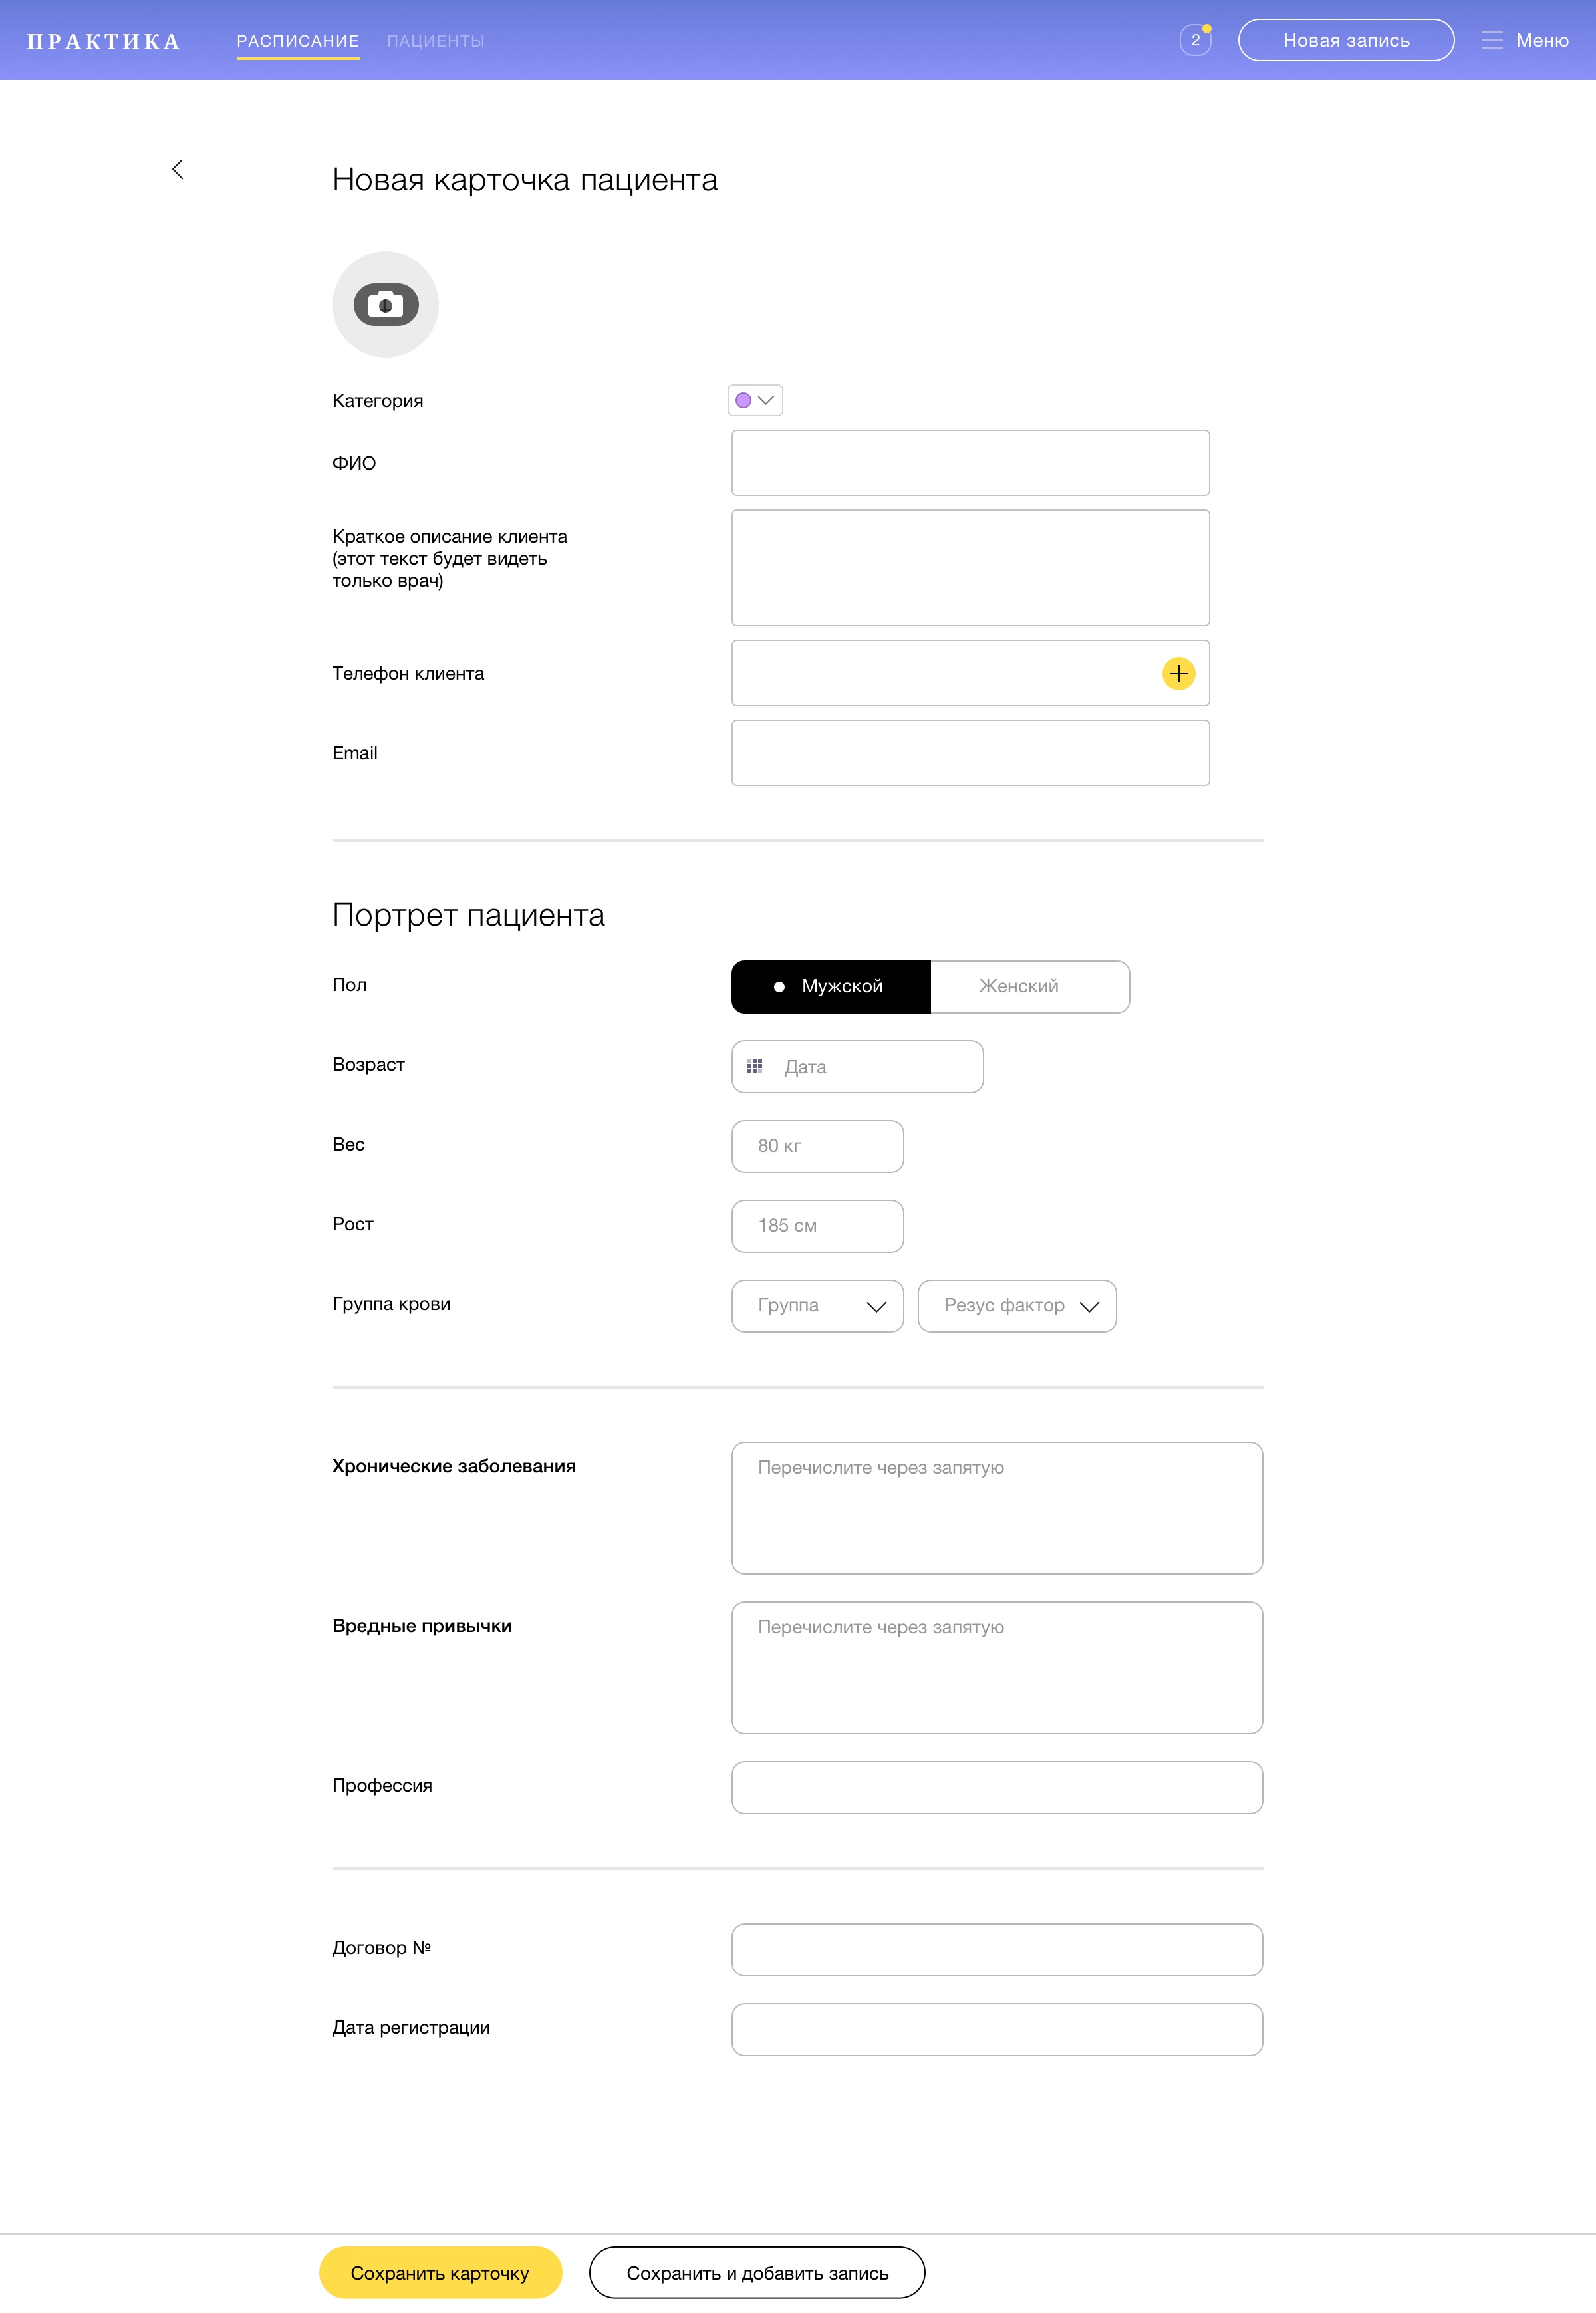 ПРАКТИКА
РАСПИСАНИЕ
ПАЦИЕНТЫ
2
Новая запись
Меню
Новая карточка пациента
Категория
ФИО
Краткое описание клиента
(этот текст будет видеть
только врач)
Телефон клиента
Email
Портрет пациента
Пол
Мужской
Женский
Возраст
Дата
Вес
80 кг
Рост
185 см
Группа крови
Группа
Резус фактор
Хронические заболевания
Перечислите через запятую
Вредные привычки
Перечислите через запятую
Профессия
Договор №
Дата регистрации
Сохранить карточку
Сохранить и добавить запись